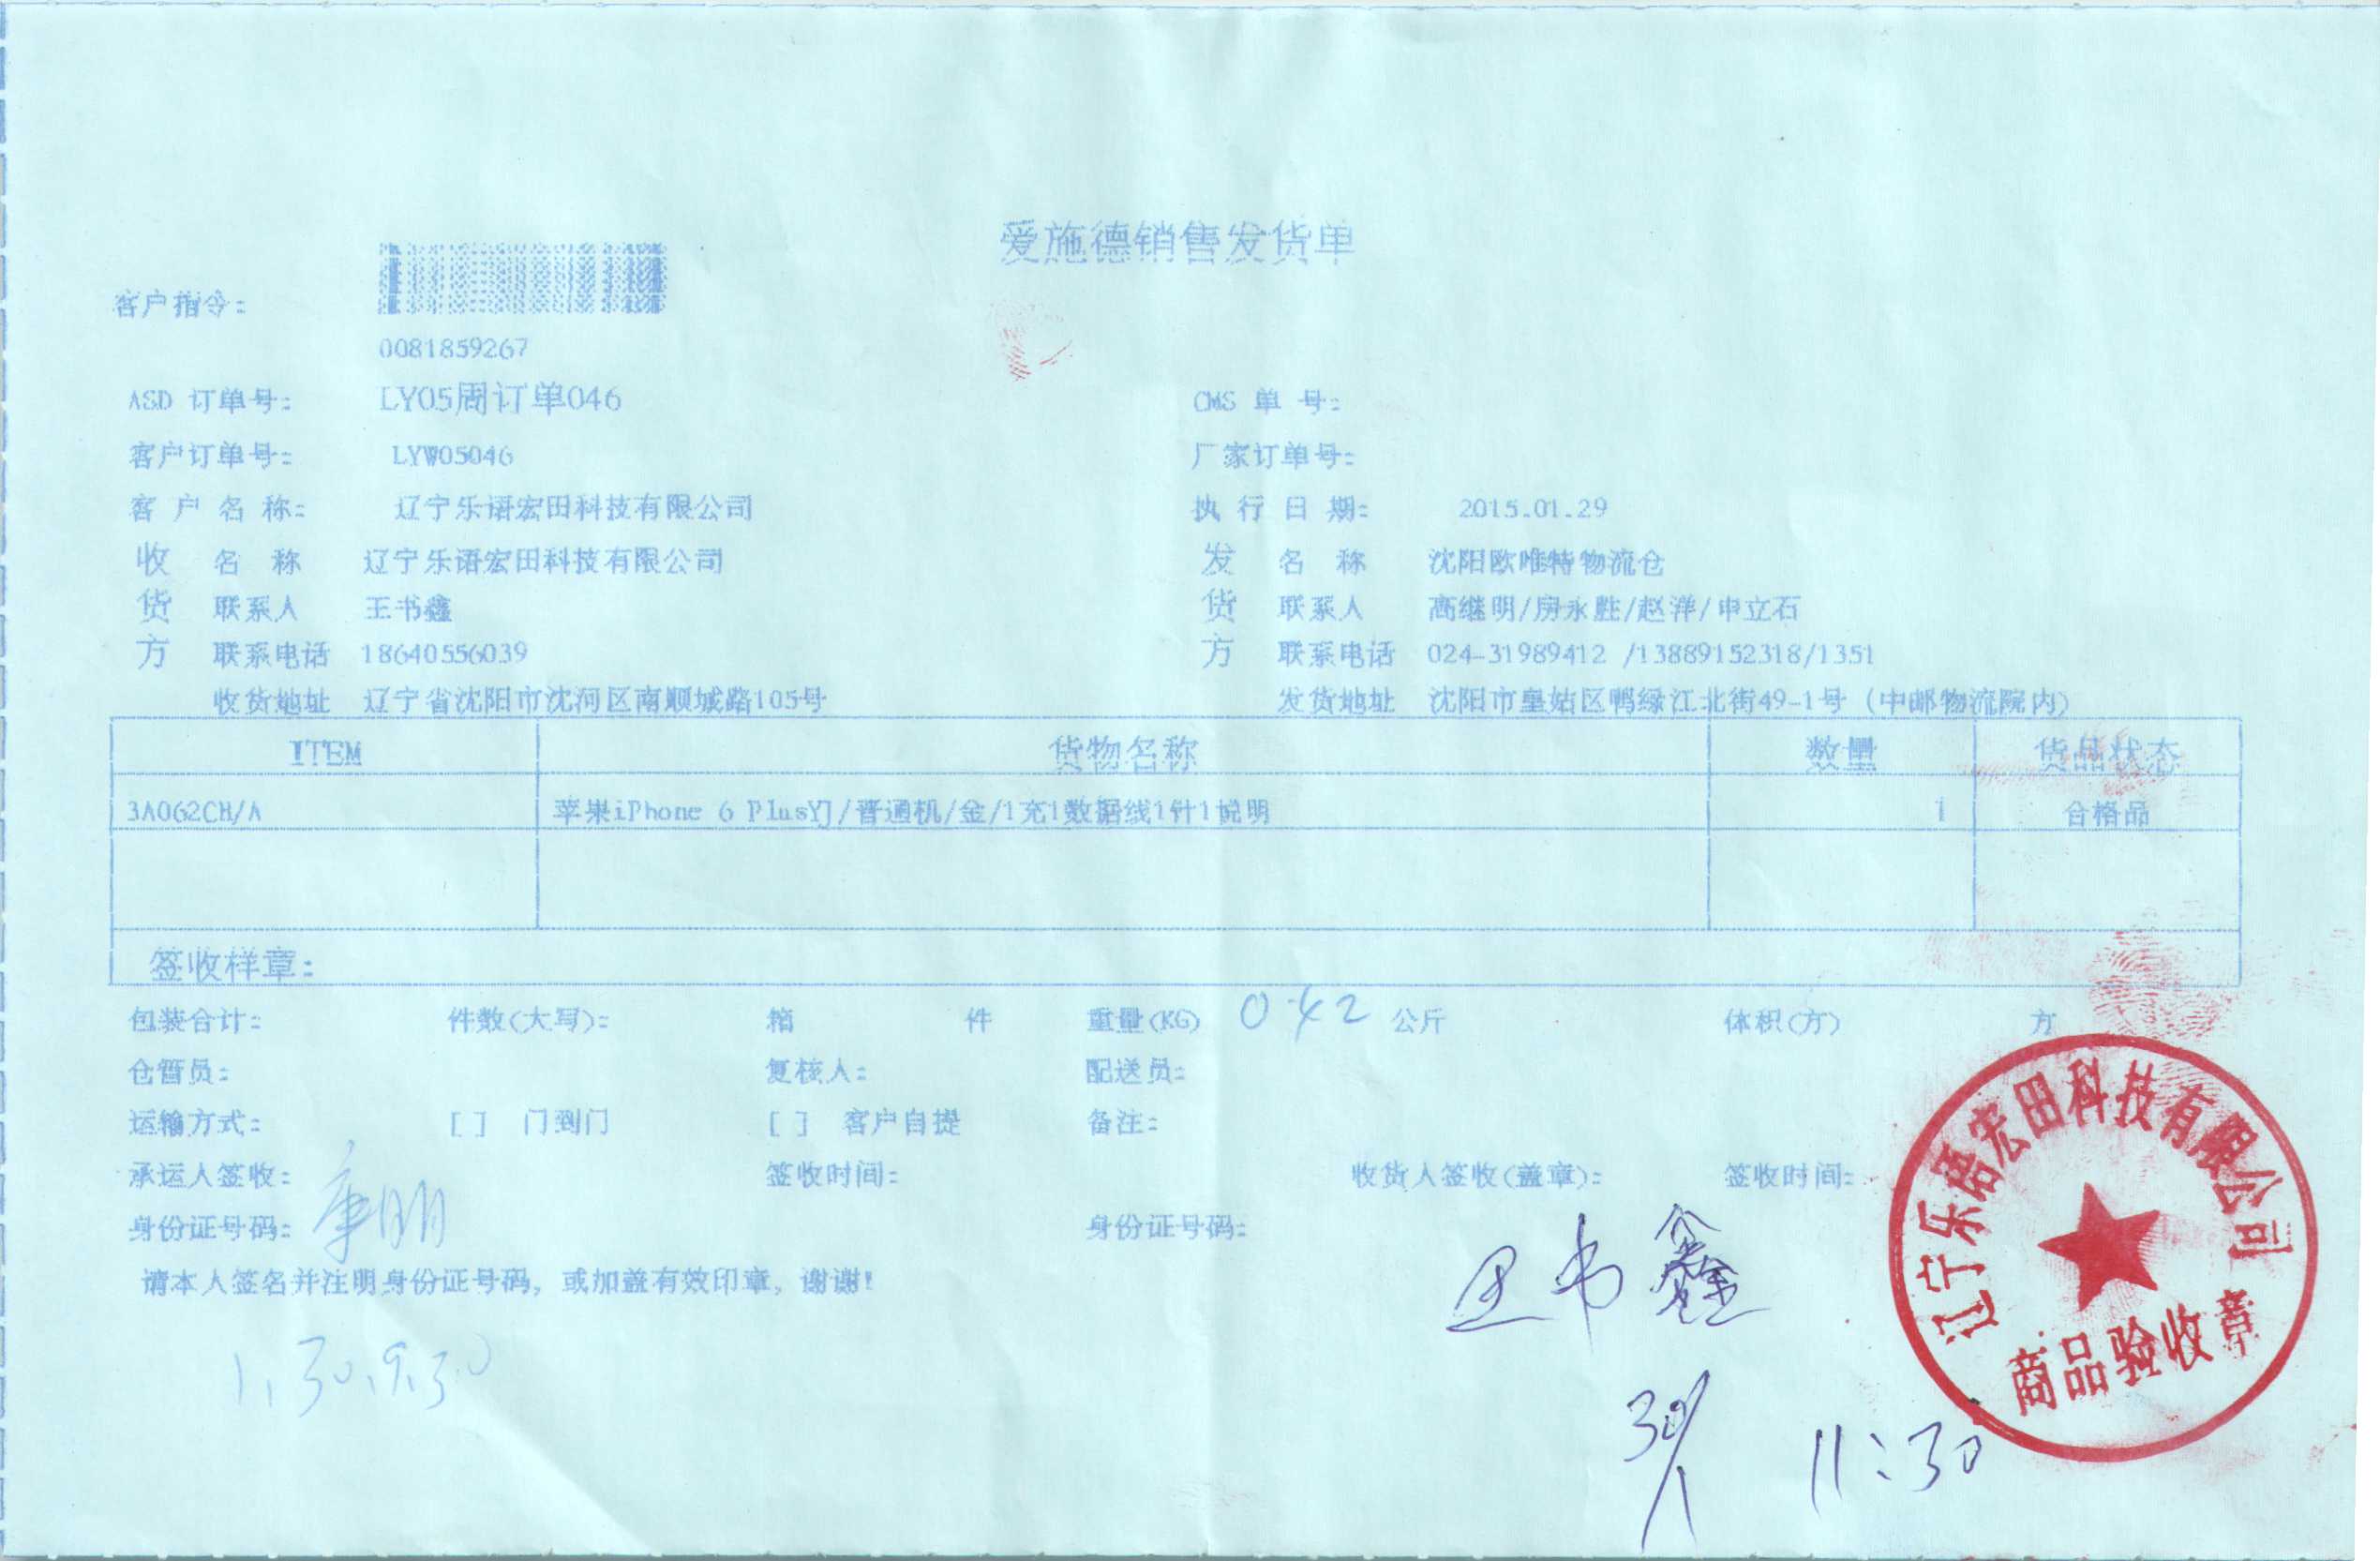 爱施德销售发货单
客户指令：
0081859267
ASD 订单号： LY05周订单046 CMS 单 号：
客户订单号： LYW05046 厂家订单号：
客 户 名 称： 辽宁乐语宏田科技有限公司 执 行 日 期： 2015.01.29
收 名 称 辽宁乐语宏田科技有限公司 发 名 称 沈阳欧唯特物流仓
货 联系人 王书鑫 货 联系人 高继明/房永胜/赵洋/申立石
方 联系电话 18640556039 方 联系电话 024-31989412 /13889152318/1351
收货地址 辽宁省沈阳市沈河区南顺城路105号 发货地址 沈阳市皇姑区鸭绿江北街49-1号（中邮物流院内）
ITEM 货物名称 数量 货品状态
3A062CH/A 苹果iPhone 6 PlusYJ/普通机/金/1充1数据线1针1说明 1 合格品
签收样章：
包装合计： 件数(大写)： 箱 件 重量(KG) 0.42 公斤 体积(方) 方
仓管员： 复核人： 配送员：
运输方式： [ ] 门到门 [ ] 客户自提 备注：
承运人签收： 签收时间： 收货人签收(盖章)： 签收时间：
身份证号码： 身份证号码：
王书鑫
请本人签名并注明身份证号码，或加盖有效印章，谢谢！
1.30.9.30
30/1 11:30
辽宁乐语宏田科技有限公司
商品验收章